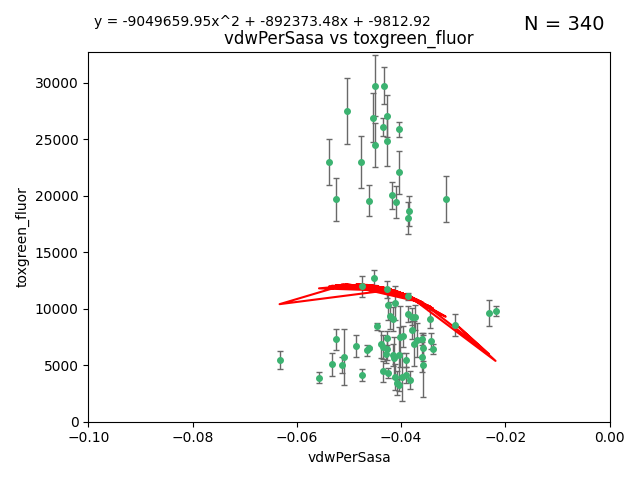 y = -9049659.95x^2 + -892373.48x + -9812.92
N = 340
vdwPerSasa vs toxgreen_fluor
30000
25000
20000
15000
10000
5000
0
toxgreen_fluor
−0.10
−0.08
−0.06
−0.04
−0.02
0.00
vdwPerSasa